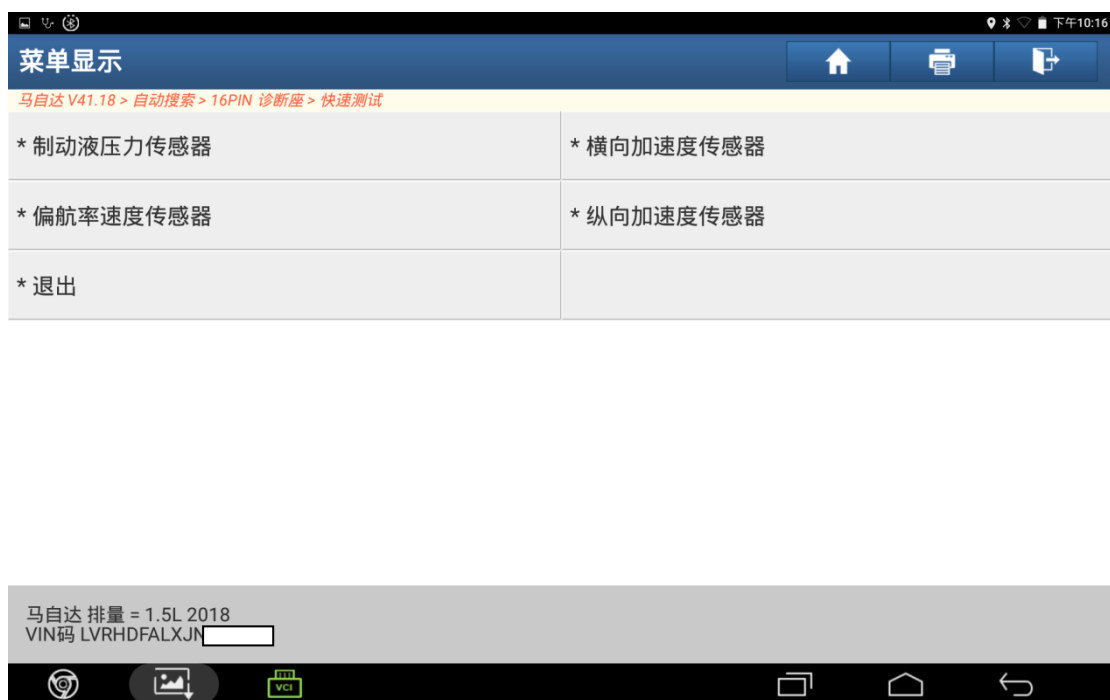 下午10:16
菜单显示
马自达 V41.18 > 自动搜索 > 16PIN 诊断座 > 快速测试
* 制动液压力传感器
* 横向加速度传感器
* 偏航率速度传感器
* 纵向加速度传感器
* 退出
马自达 排量 = 1.5L 2018
VIN码 LVRHDFALXJN
VCI